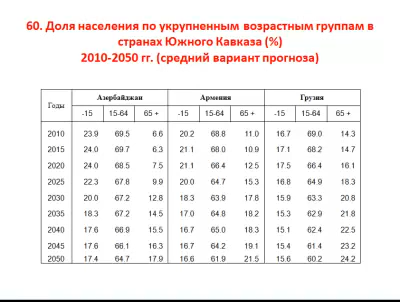 60. Доля населения по укрупненным возрастным группам в
странах Южного Кавказа (%)
2010-2050 гг. (средний вариант прогноза)
Годы Азербайджан Армения Грузия
-15 15-64 65 + -15 15-64 65 + -15 15-64 65 +
2010 23.9 69.5 6.6 20.2 68.8 11.0 16.7 69.0 14.3
2015 24.0 69.7 6.3 21.1 68.0 10.9 17.1 68.2 14.7
2020 24.0 68.5 7.5 21.1 66.4 12.5 17.5 66.4 16.1
2025 22.3 67.8 9.9 20.0 64.7 15.3 16.8 64.9 18.3
2030 20.0 67.2 12.8 18.3 63.9 17.8 15.9 63.3 20.8
2035 18.3 67.2 14.5 17.0 64.8 18.2 15.3 62.9 21.8
2040 17.6 66.9 15.5 16.7 65.0 18.3 15.1 62.4 22.5
2045 17.6 66.1 16.3 16.7 64.2 19.1 15.4 61.4 23.2
2050 17.4 64.7 17.9 16.6 61.9 21.5 15.6 60.2 24.2